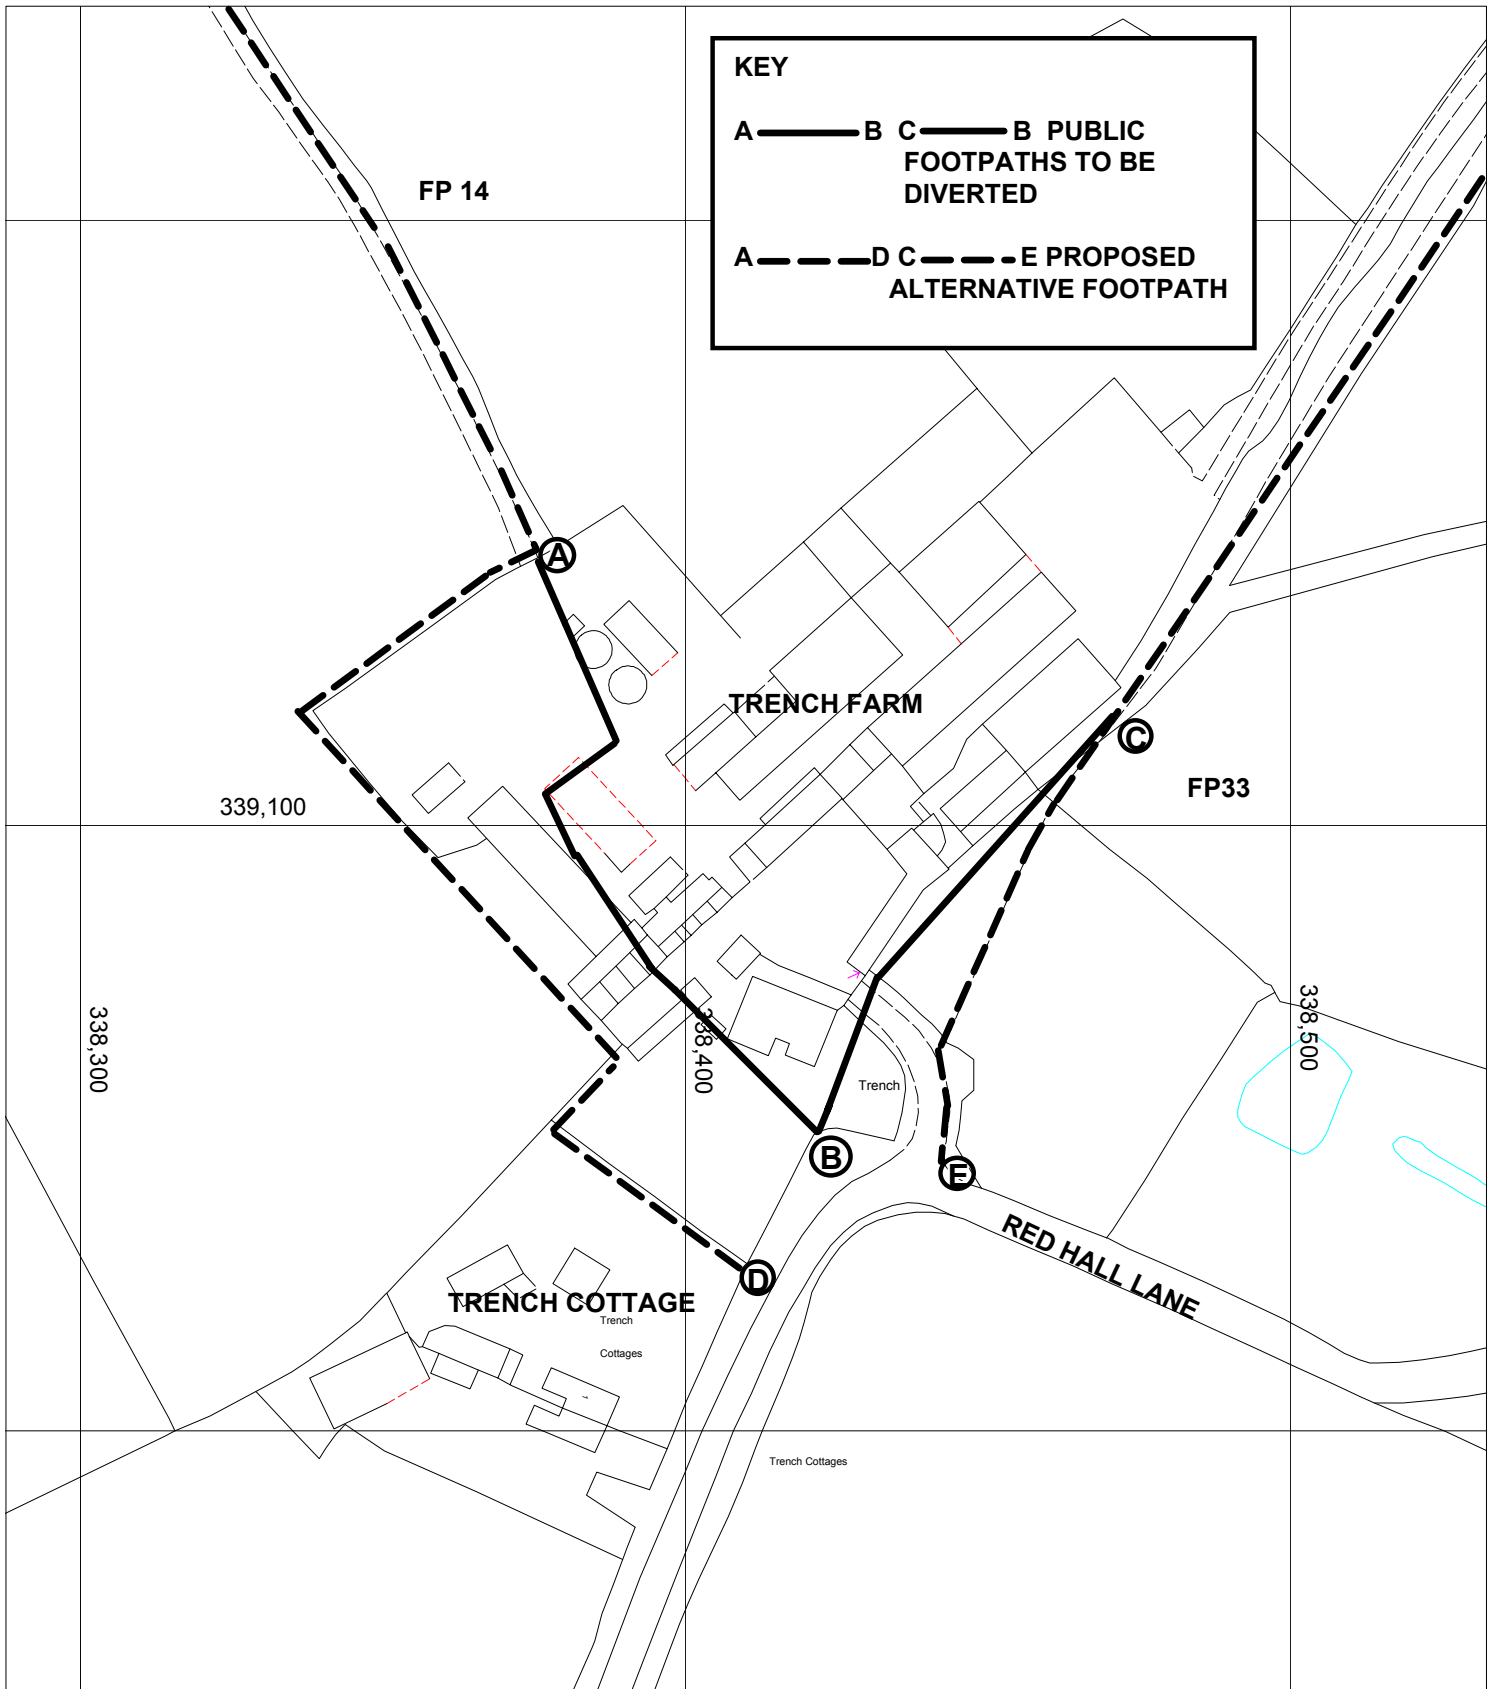 KEY
A B C B PUBLIC
FOOTPATHS TO BE
DIVERTED
A D C E PROPOSED
ALTERNATIVE FOOTPATH
FP 14
A
TRENCH FARM
C
FP33
339,100
338,300
338,400
338,500
Trench
B
E
RED HALL LANE
D
TRENCH COTTAGE
Trench
Cottages
Trench Cottages